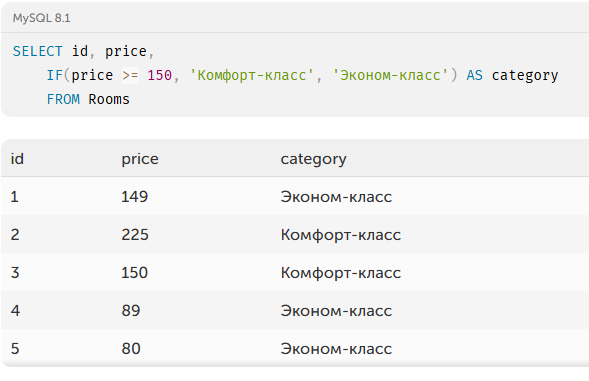 MySQL 8.1
SELECT id, price,
    IF(price >= 150, 'Комфорт-класс', 'Эконом-класс') AS category
    FROM Rooms
id price category
1 149 Эконом-класс
2 225 Комфорт-класс
3 150 Комфорт-класс
4 89 Эконом-класс
5 80 Эконом-класс